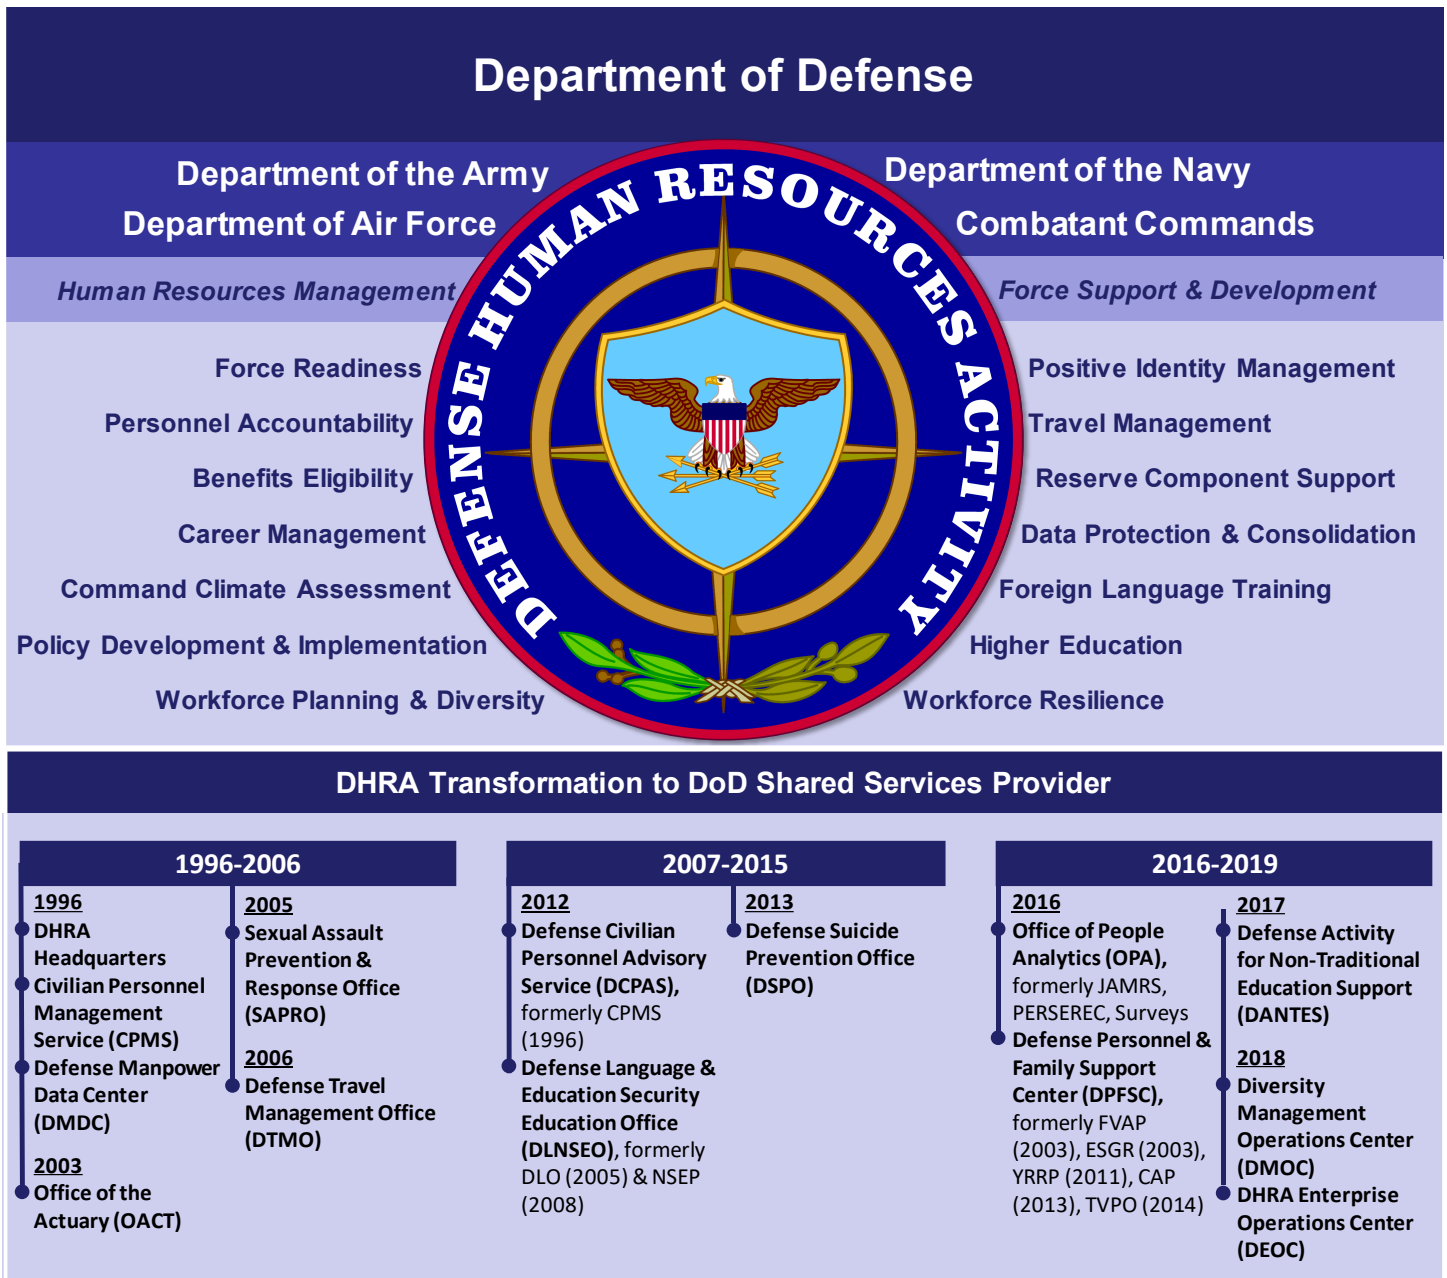 Department of Defense
Department of the Army
Department of Air Force
Department of the Navy
Combatant Commands
Human Resources Management
Force Support & Development
DEFENSE HUMAN RESOURCES ACTIVITY
Force Readiness
Personnel Accountability
Benefits Eligibility
Career Management
Command Climate Assessment
Policy Development & Implementation
Workforce Planning & Diversity
Positive Identity Management
Travel Management
Reserve Component Support
Data Protection & Consolidation
Foreign Language Training
Higher Education
Workforce Resilience
DHRA Transformation to DoD Shared Services Provider
1996-2006
1996
DHRA
Headquarters
Civilian Personnel
Management
Service (CPMS)
Defense Manpower
Data Center
(DMDC)
2003
Office of the
Actuary (OACT)
2005
Sexual Assault
Prevention &
Response Office
(SAPRO)
2006
Defense Travel
Management Office
(DTMO)
2007-2015
2012
Defense Civilian
Personnel Advisory
Service (DCPAS),
formerly CPMS
(1996)
Defense Language &
Education Security
Education Office
(DLNSEO), formerly
DLO (2005) & NSEP
(2008)
2013
Defense Suicide
Prevention Office
(DSPO)
2016-2019
2016
Office of People
Analytics (OPA),
formerly JAMRS,
PERSEREC, Surveys
Defense Personnel &
Family Support
Center (DPFSC),
formerly FVAP
(2003), ESGR (2003),
YRRP (2011), CAP
(2013), TVPO (2014)
2017
Defense Activity
for Non-Traditional
Education Support
(DANTES)
2018
Diversity
Management
Operations Center
(DMOC)
DHRA Enterprise
Operations Center
(DEOC)